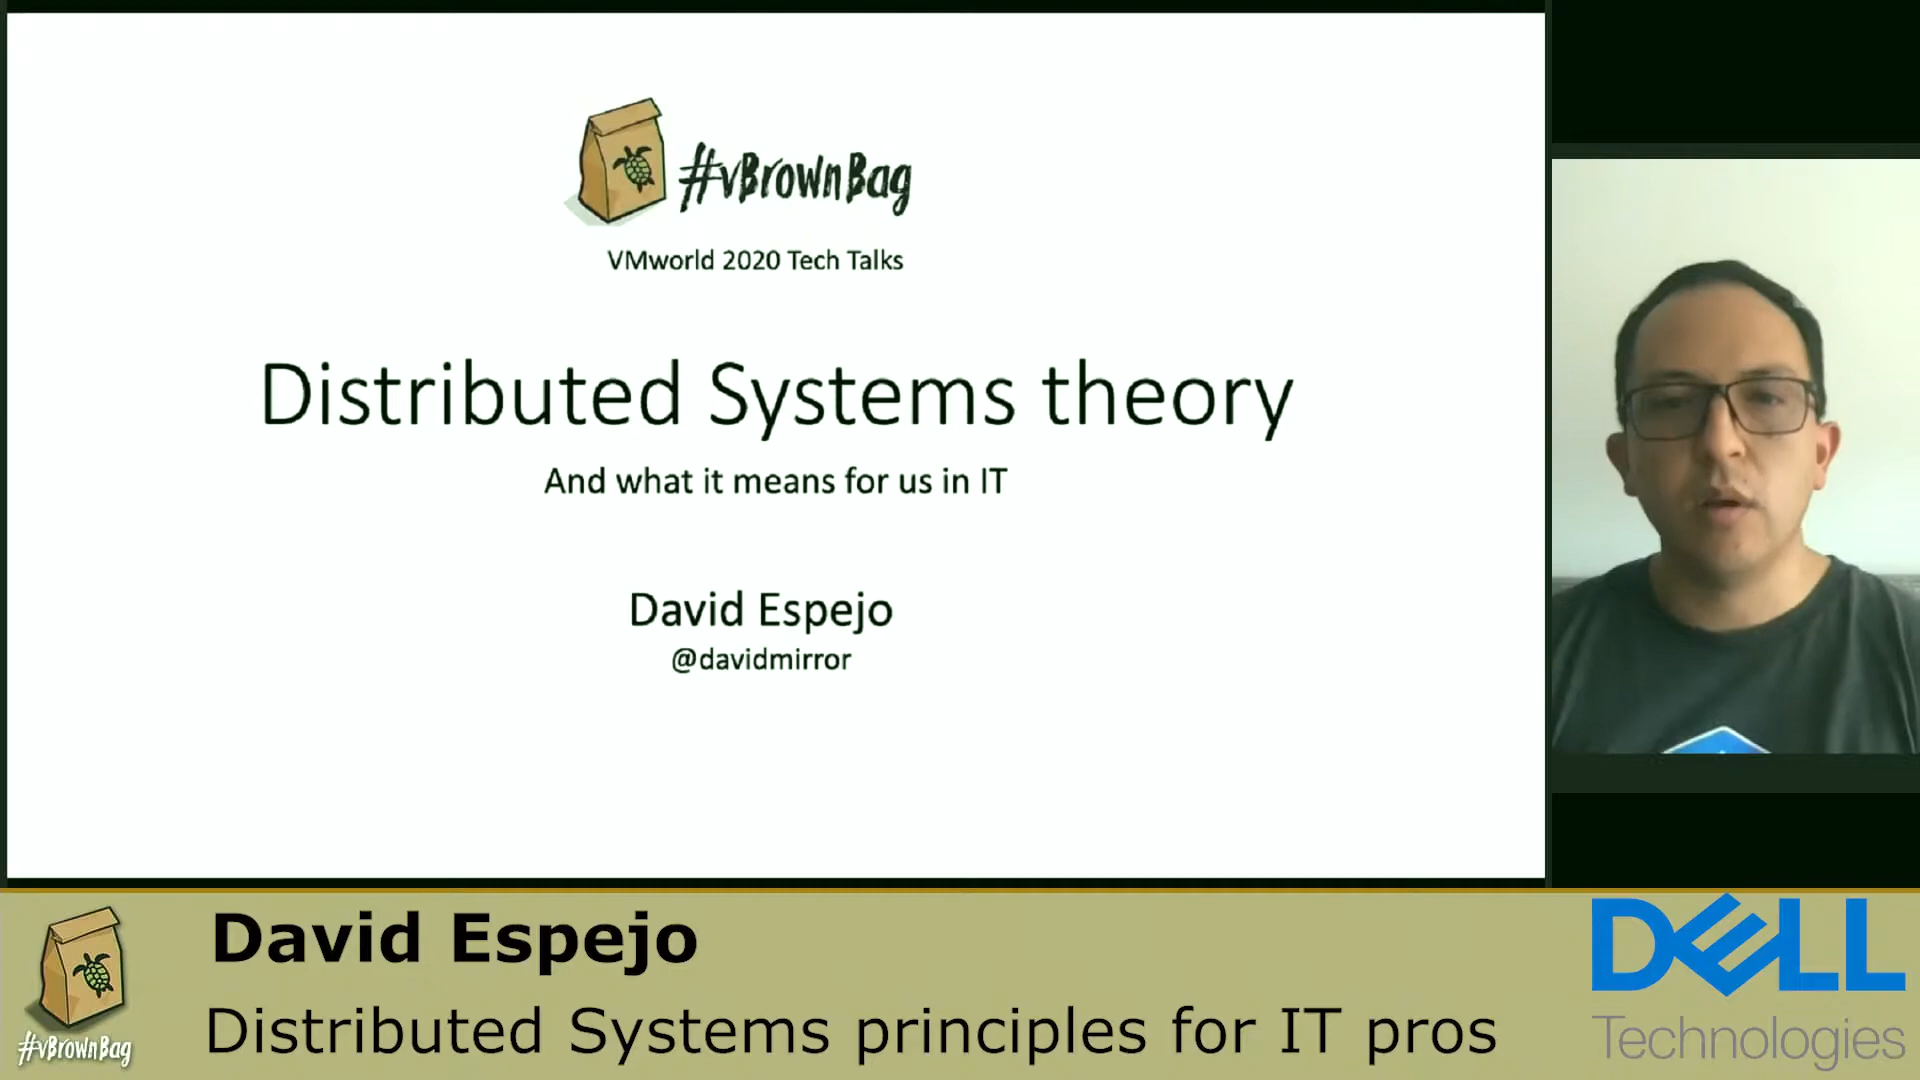 #vBrownBag
VMworld 2020 Tech Talks
Distributed Systems theory
And what it means for us in IT
David Espejo
@davidmirror
David Espejo
Distributed Systems principles for IT pros
#vBrownBag
DELL
Technologies